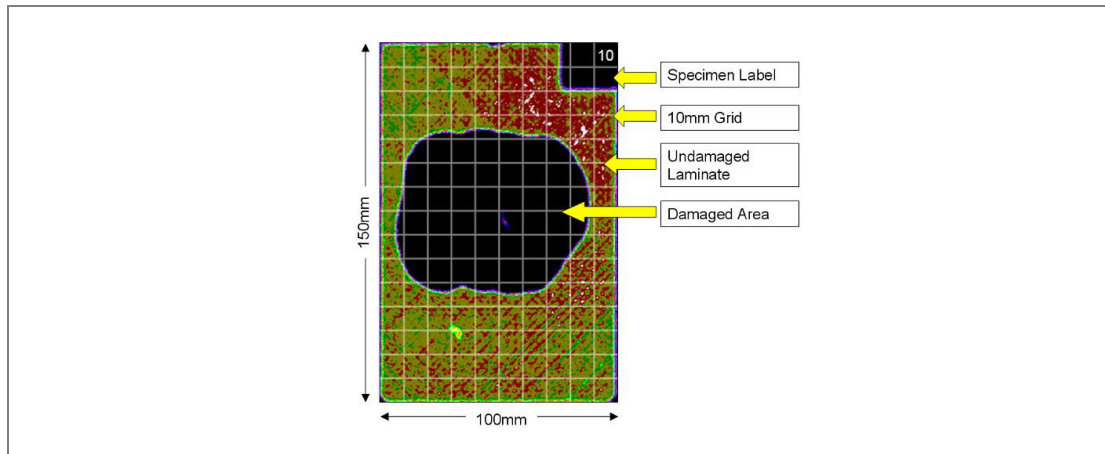 10
Specimen Label
10mm Grid
Undamaged
Laminate
Damaged Area
150mm
100mm